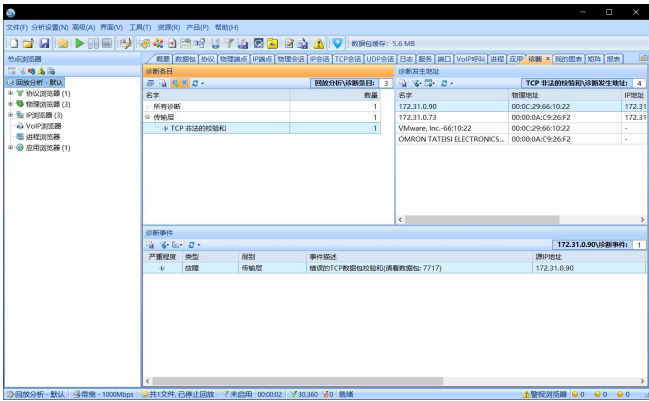 文件(F) 分析设置(N) 高级(A) 界面(V) 工具(T) 资源(R) 产品(P) 帮助(H)
数据包缓存: 5.6 MB
节点浏览器
概要 数据包 协议 物理端点 IP端点 物理会话 IP会话 TCP会话 UDP会话 日志 服务 端口 VoIP呼叫 进程 应用 诊断 × 我的图表 矩阵 报表
诊断条目
诊断发生地址
回放分析 - 默认
回放分析\诊断条目: 3
TCP 非法的校验和\诊断发生地址: 4
协议浏览器 (1)
物理浏览器 (3)
IP浏览器 (3)
VoIP浏览器
进程浏览器
应用浏览器 (1)
名字 数量
所有诊断 1
传输层 1
TCP 非法的校验和 1
名字 物理地址 IP地址
172.31.0.90 00:0C:29:66:10:22 172.31
172.31.0.73 00:00:0A:C9:26:F2 172.31
VMware, Inc.-66:10:22 00:0C:29:66:10:22 -
OMRON TATEISI ELECTRONICS... 00:00:0A:C9:26:F2 -
诊断事件
172.31.0.90\诊断事件: 1
严重程度 类型 层别 事件描述 源IP地址
故障 传输层 错误的TCP数据包校验和(请看数据包: 7717) 172.31.0.90
回放分析 - 默认 带宽 - 1000Mbps 共1文件, 已停止回放 未启用 00:00:02 30,360 0 就绪 警报浏览器 0 0 0